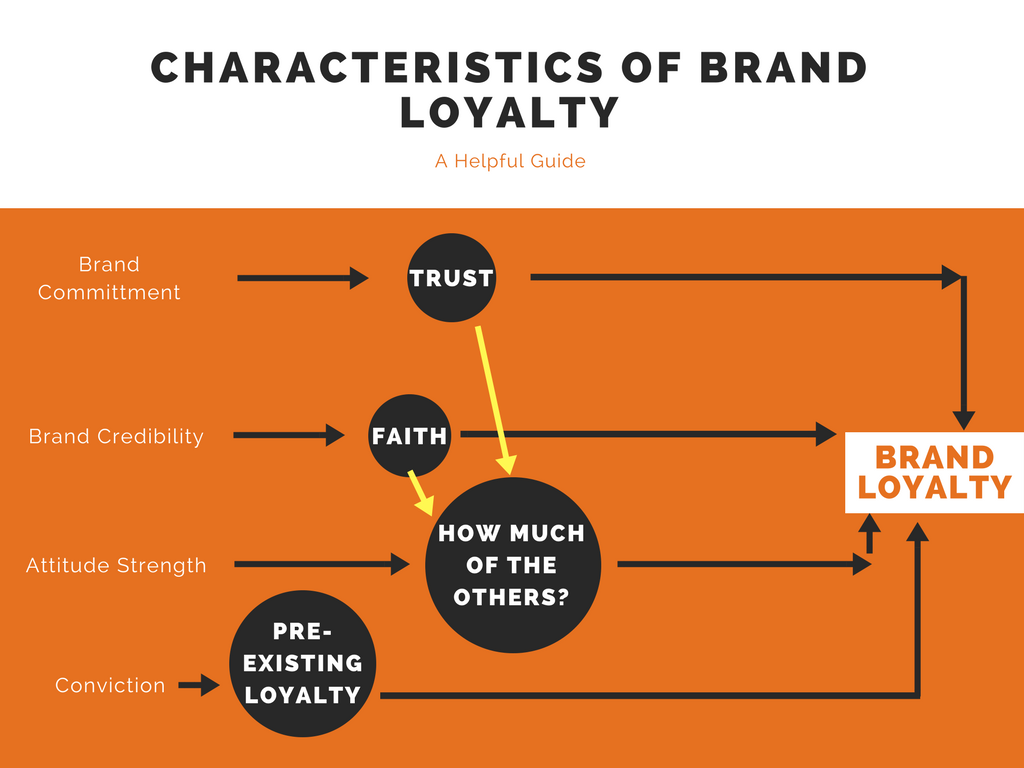 CHARACTERISTICS OF BRAND
LOYALTY
A Helpful Guide
Brand
Committment
TRUST
Brand Credibility
FAITH
BRAND
LOYALTY
Attitude Strength
HOW MUCH
OF THE
OTHERS?
Conviction
PRE-
EXISTING
LOYALTY